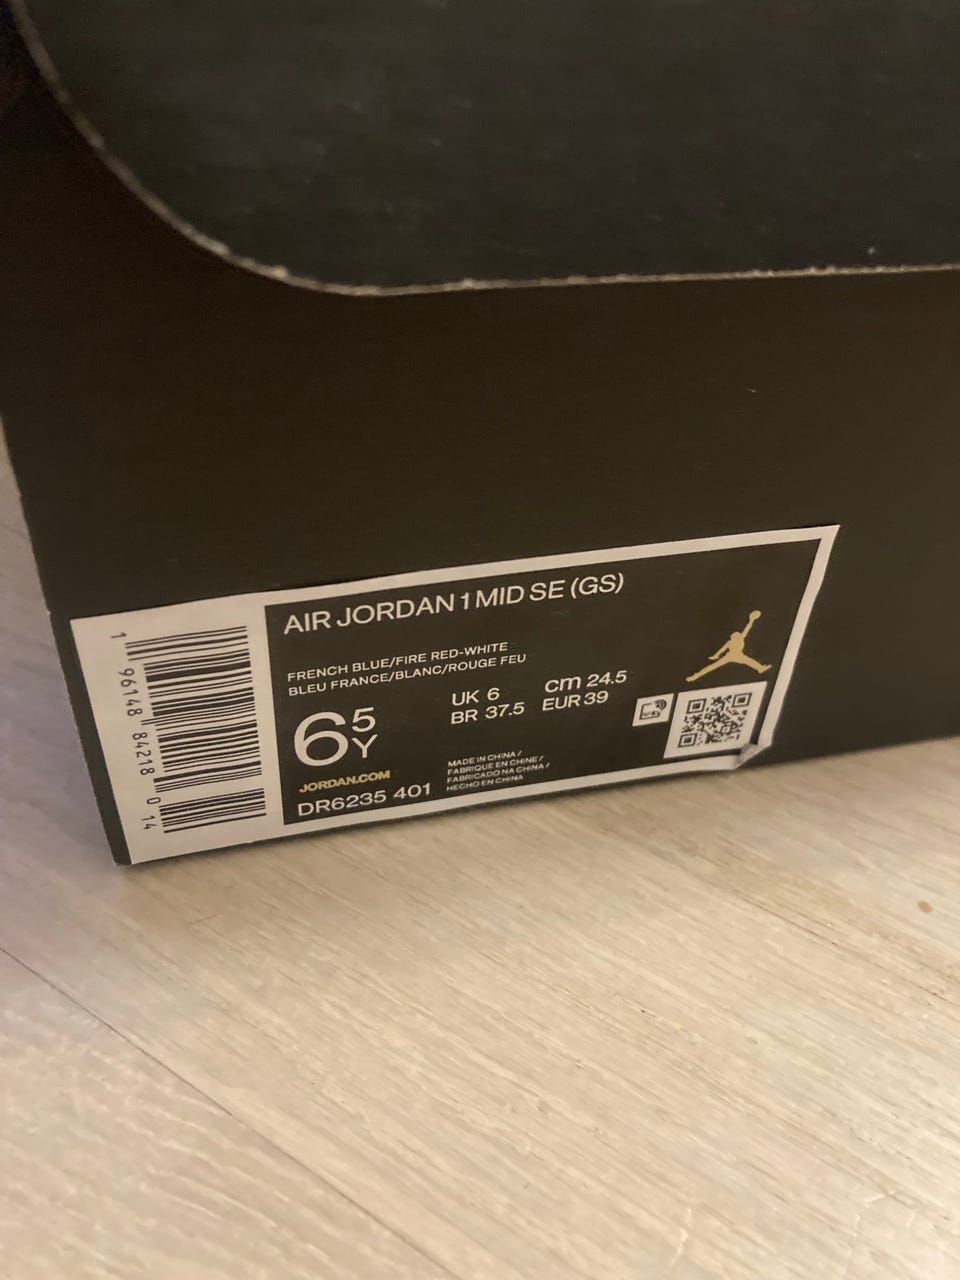 AIR JORDAN 1 MID SE (GS)
FRENCH BLUE/FIRE RED-WHITE
BLEU FRANCE/BLANC/ROUGE FEU
6 5Y
UK 6 cm 24.5
BR 37.5 EUR 39
JORDAN.COM
DR6235 401
MADE IN CHINA /
FABRIQUE EN CHINE /
FABRICADO NA CHINA /
HECHO EN CHINA
1 96148 84218 0 14